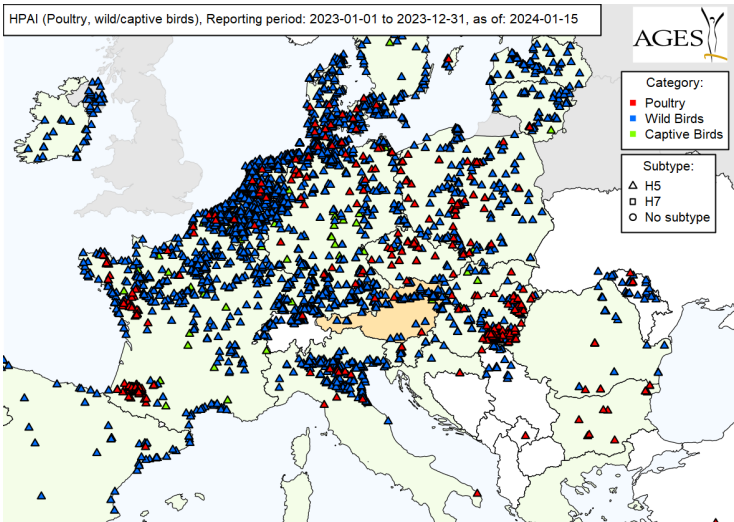 HPAI (Poultry, wild/captive birds), Reporting period: 2023-01-01 to 2023-12-31, as of: 2024-01-15
AGES
Category:
Poultry
Wild Birds
Captive Birds
Subtype:
H5
H7
No subtype